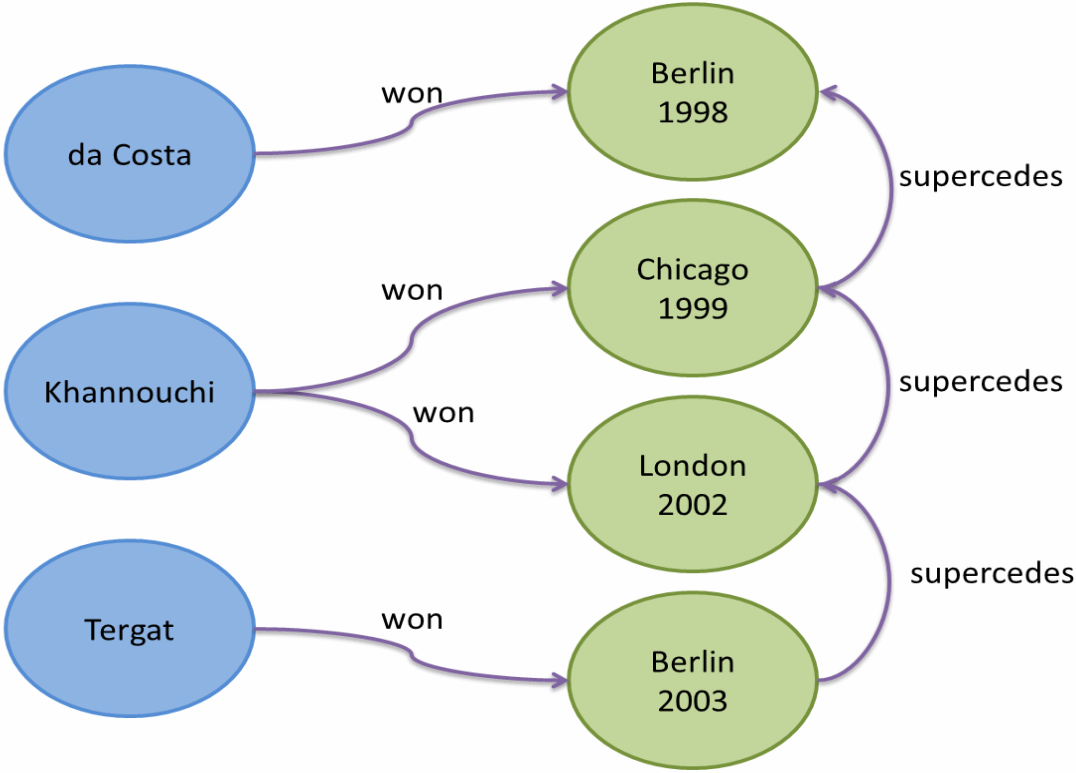 da Costa
won
Berlin
1998
supercedes
Khannouchi
won
Chicago
1999
won
supercedes
London
2002
supercedes
Tergat
won
Berlin
2003